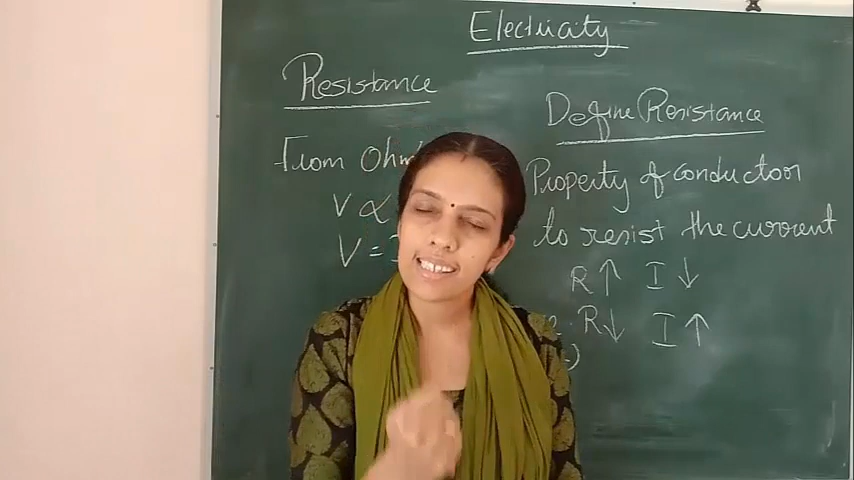 Electricity
Resistance
From Ohm
V ∝
V =
Define Resistance
Property of conductor
to resist the current
R ↑ I ↓
R ↓ I ↑